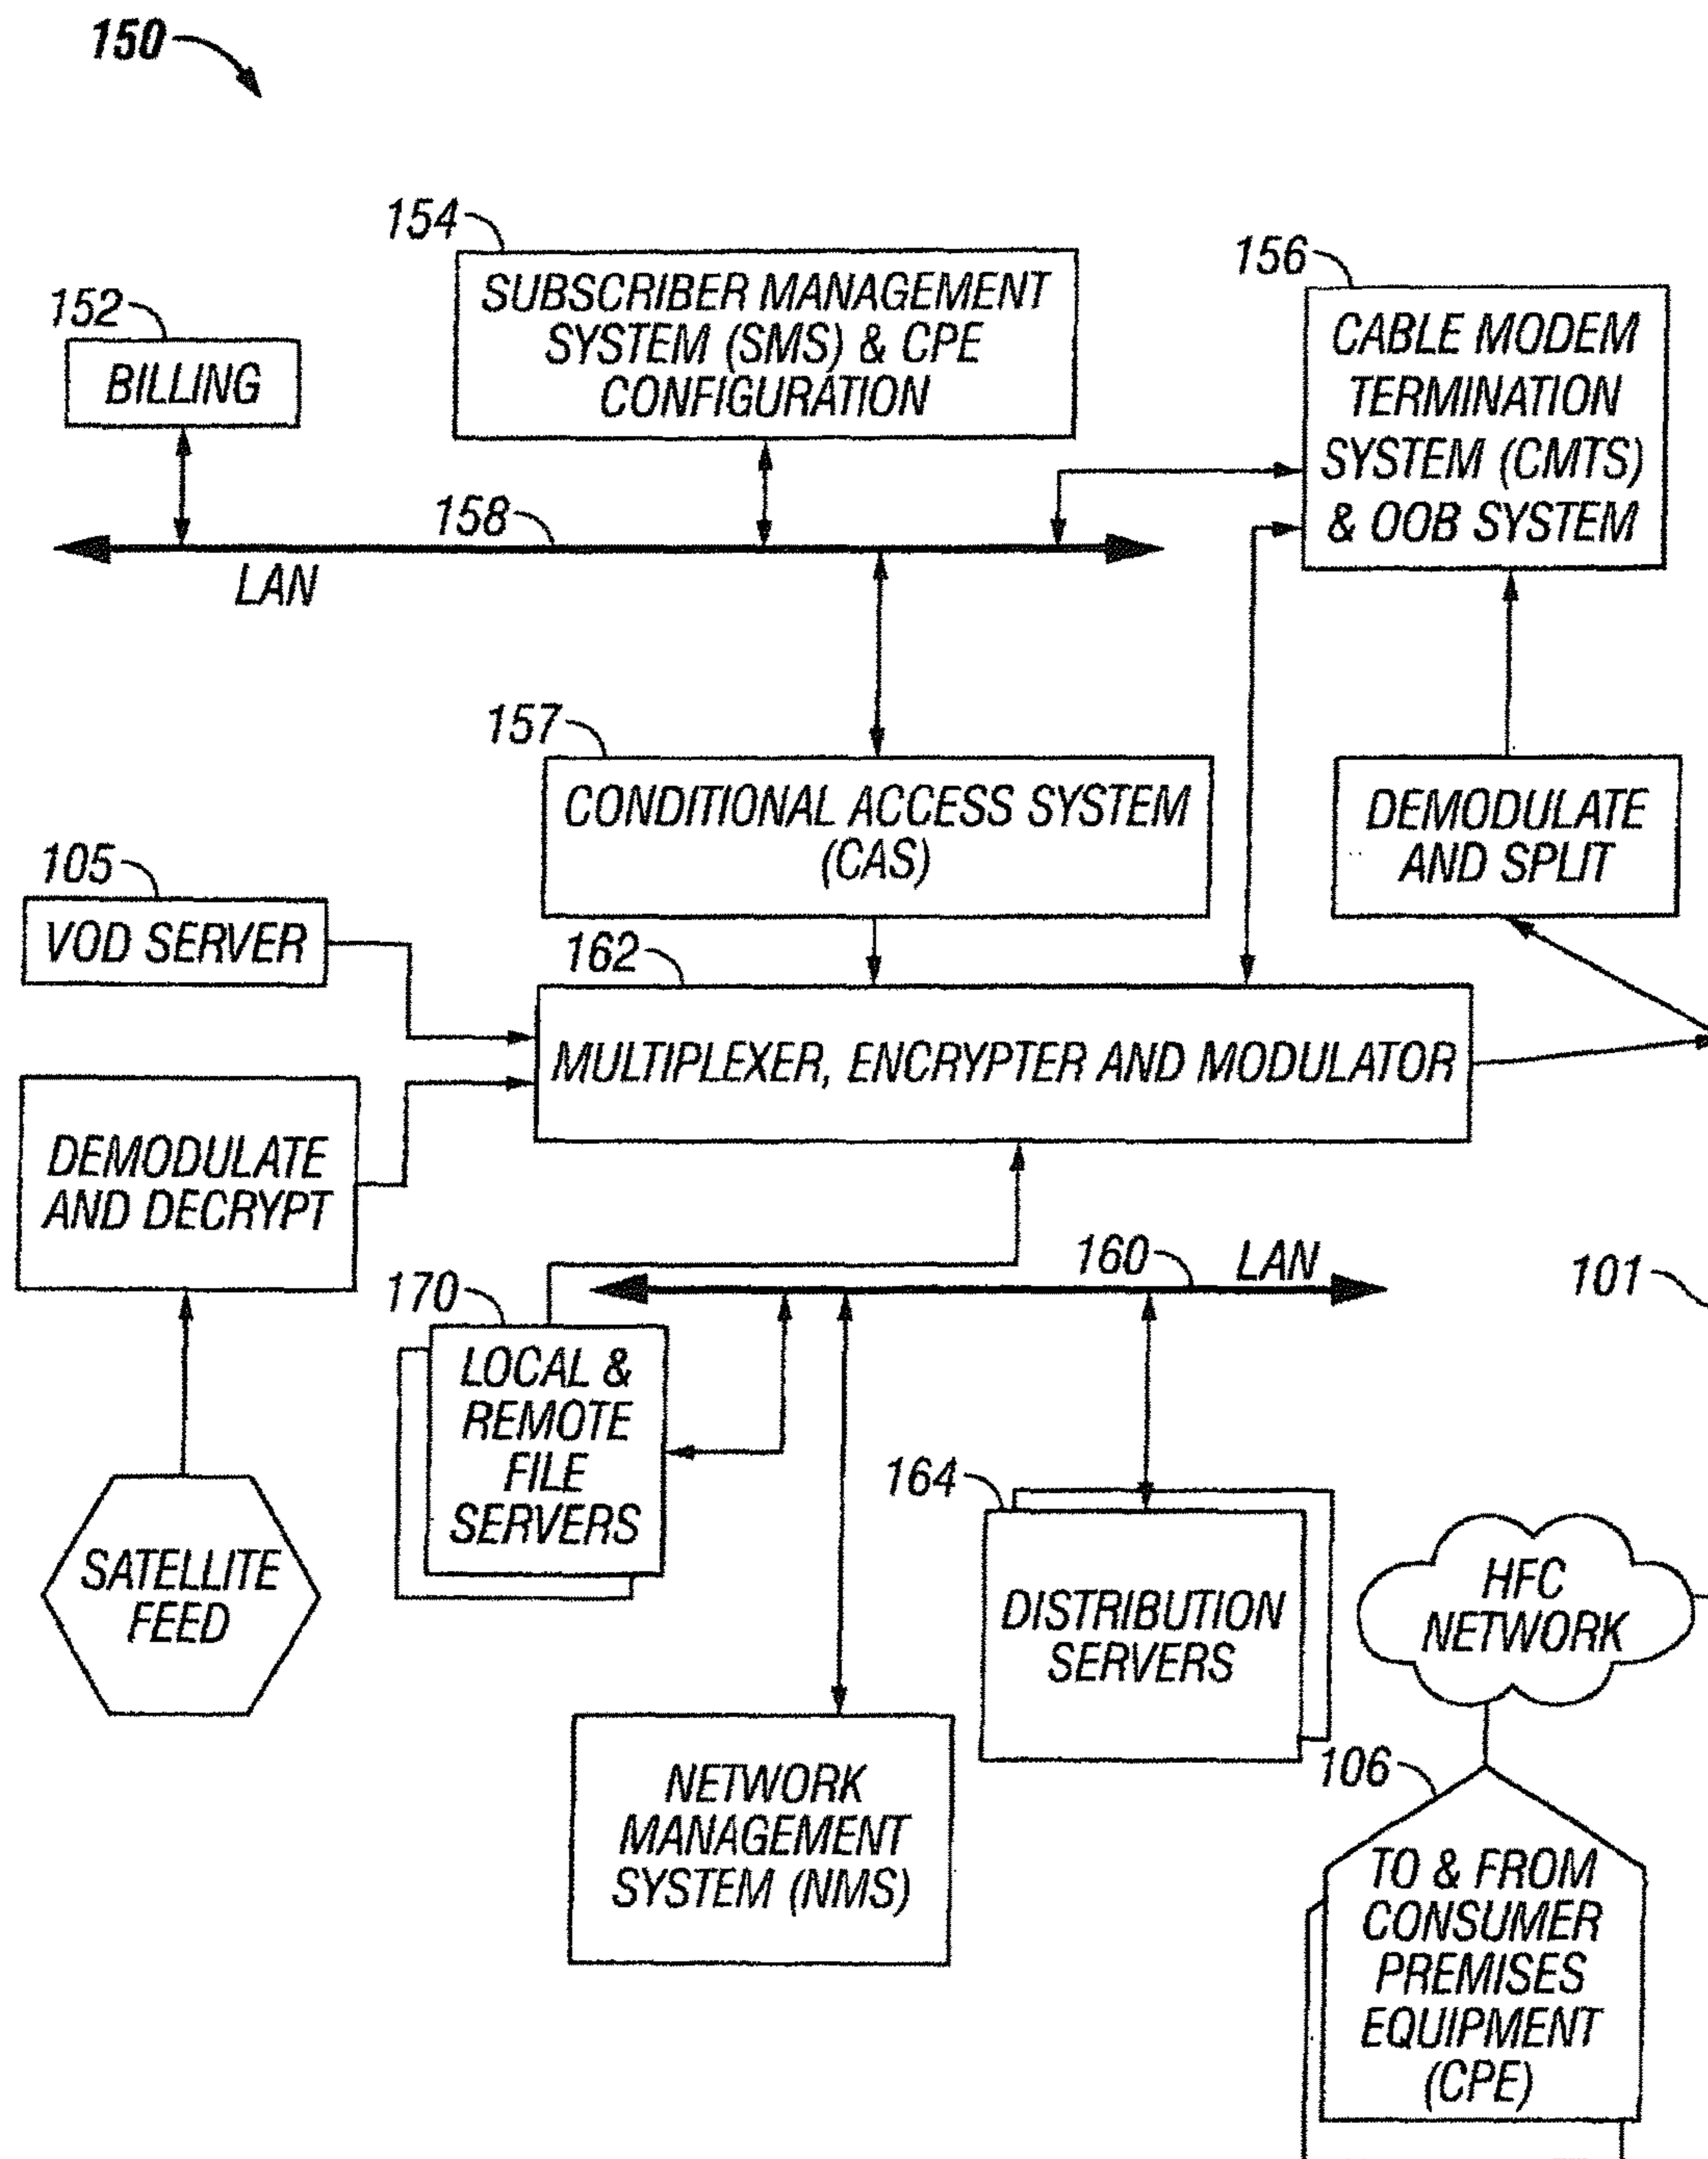 150
154
SUBSCRIBER MANAGEMENT
SYSTEM (SMS) & CPE
CONFIGURATION
156
CABLE MODEM
TERMINATION
SYSTEM (CMTS)
& OOB SYSTEM
152
BILLING
158
LAN
157
CONDITIONAL ACCESS SYSTEM
(CAS)
DEMODULATE
AND SPLIT
105
VOD SERVER
162
MULTIPLEXER, ENCRYPTER AND MODULATOR
DEMODULATE
AND DECRYPT
160
LAN
101
170
LOCAL &
REMOTE
FILE
SERVERS
164
DISTRIBUTION
SERVERS
SATELLITE
FEED
HFC
NETWORK
NETWORK
MANAGEMENT
SYSTEM (NMS)
106
TO & FROM
CONSUMER
PREMISES
EQUIPMENT
(CPE)